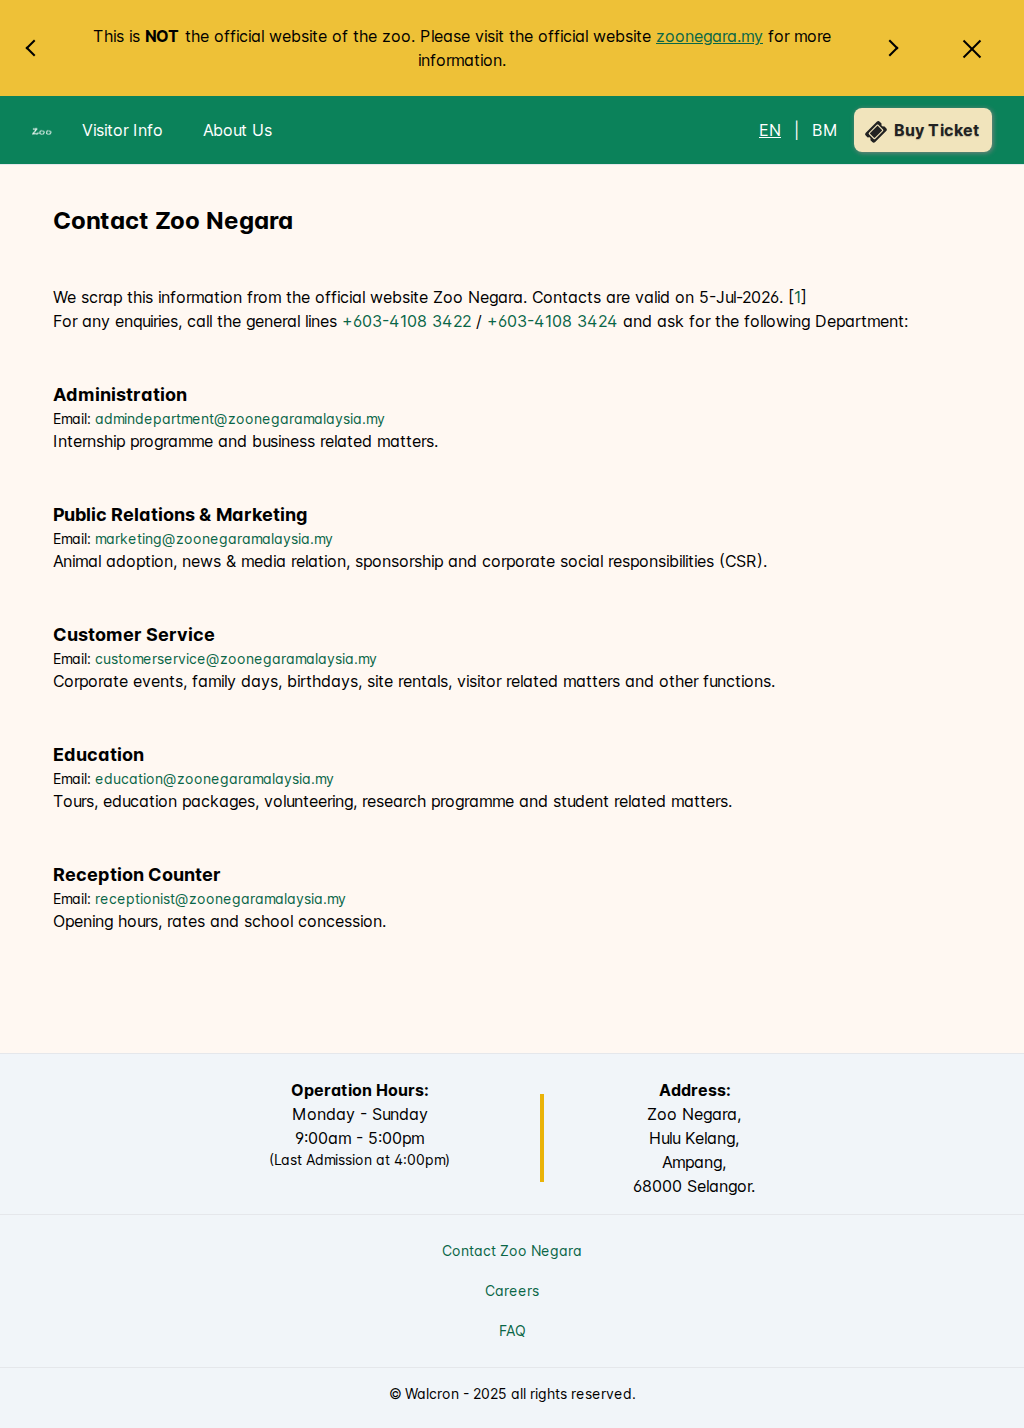 This is NOT the official website of the zoo. Please visit the official website zoonegara.my for more
information.
Zoo
Visitor Info
About Us
EN | BM
Buy Ticket
Contact Zoo Negara
We scrap this information from the official website Zoo Negara. Contacts are valid on 5-Jul-2026. [1]
For any enquiries, call the general lines +603-4108 3422 / +603-4108 3424 and ask for the following Department:
Administration
Email: admindepartment@zoonegaramalaysia.my
Internship programme and business related matters.
Public Relations & Marketing
Email: marketing@zoonegaramalaysia.my
Animal adoption, news & media relation, sponsorship and corporate social responsibilities (CSR).
Customer Service
Email: customerservice@zoonegaramalaysia.my
Corporate events, family days, birthdays, site rentals, visitor related matters and other functions.
Education
Email: education@zoonegaramalaysia.my
Tours, education packages, volunteering, research programme and student related matters.
Reception Counter
Email: receptionist@zoonegaramalaysia.my
Opening hours, rates and school concession.
Operation Hours:
Monday - Sunday
9:00am - 5:00pm
(Last Admission at 4:00pm)
Address:
Zoo Negara,
Hulu Kelang,
Ampang,
68000 Selangor.
Contact Zoo Negara
Careers
FAQ
© Walcron - 2025 all rights reserved.